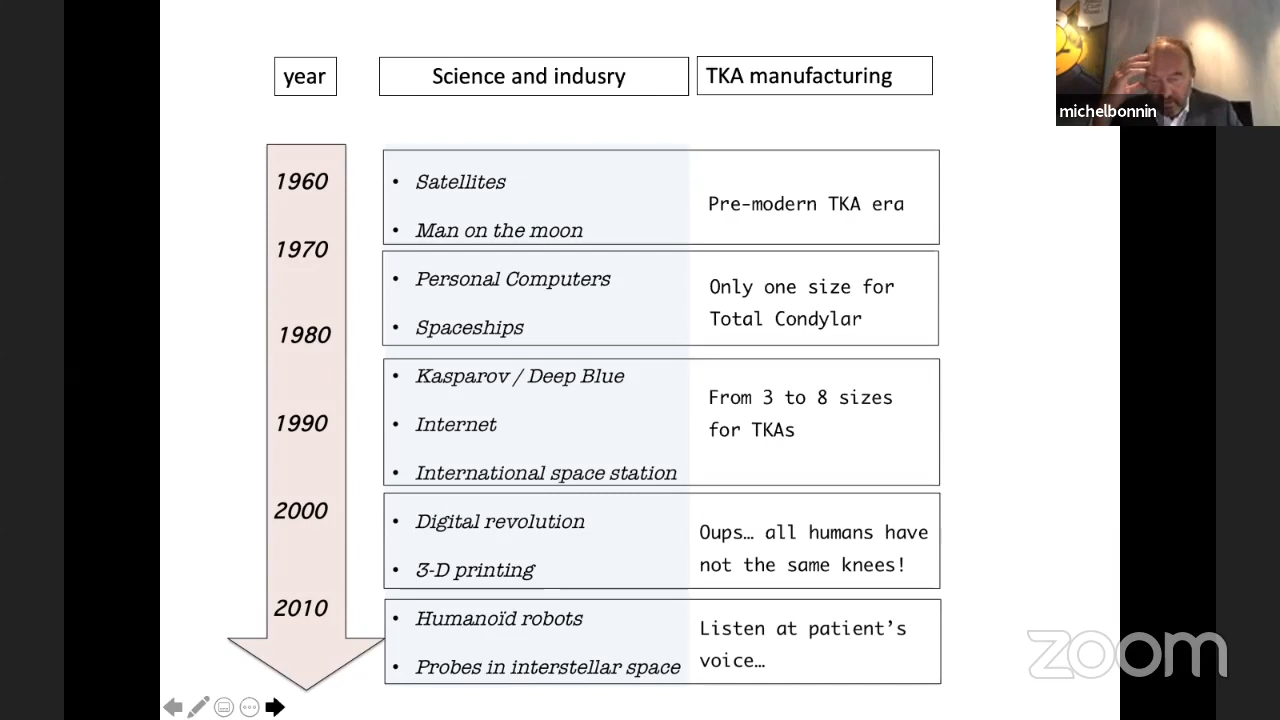 year
Science and indusry
TKA manufacturing
michelbonnin
1960
• Satellites
• Man on the moon
Pre-modern TKA era
1970
• Personal Computers
• Spaceships
Only one size for
Total Condylar
1980
• Kasparov / Deep Blue
• Internet
• International space station
From 3 to 8 sizes
for TKAs
1990
2000
• Digital revolution
• 3-D printing
Oups… all humans have
not the same knees!
2010
• Humanoïd robots
• Probes in interstellar space
Listen at patient’s
voice…
zoom